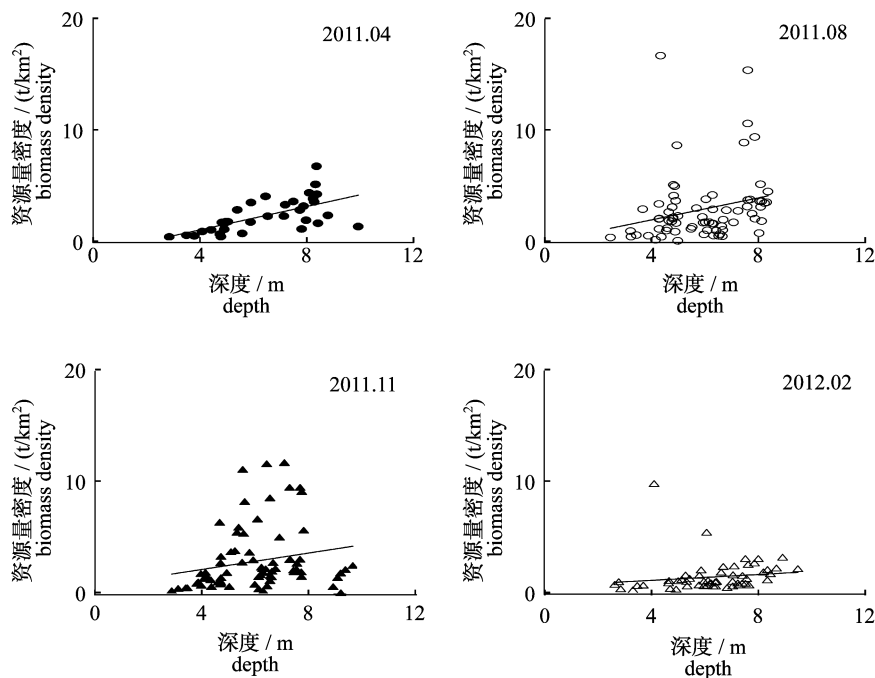 20
2011.04
10
0
0
4
8
12
资源量密度 / (t/km²)
biomass density
深度 / m
depth
20
2011.08
10
0
0
4
8
12
资源量密度 / (t/km²)
biomass density
深度 / m
depth
20
2011.11
10
0
0
4
8
12
资源量密度 / (t/km²)
biomass density
深度 / m
depth
20
2012.02
10
0
0
4
8
12
资源量密度 / (t/km²)
biomass density
深度 / m
depth